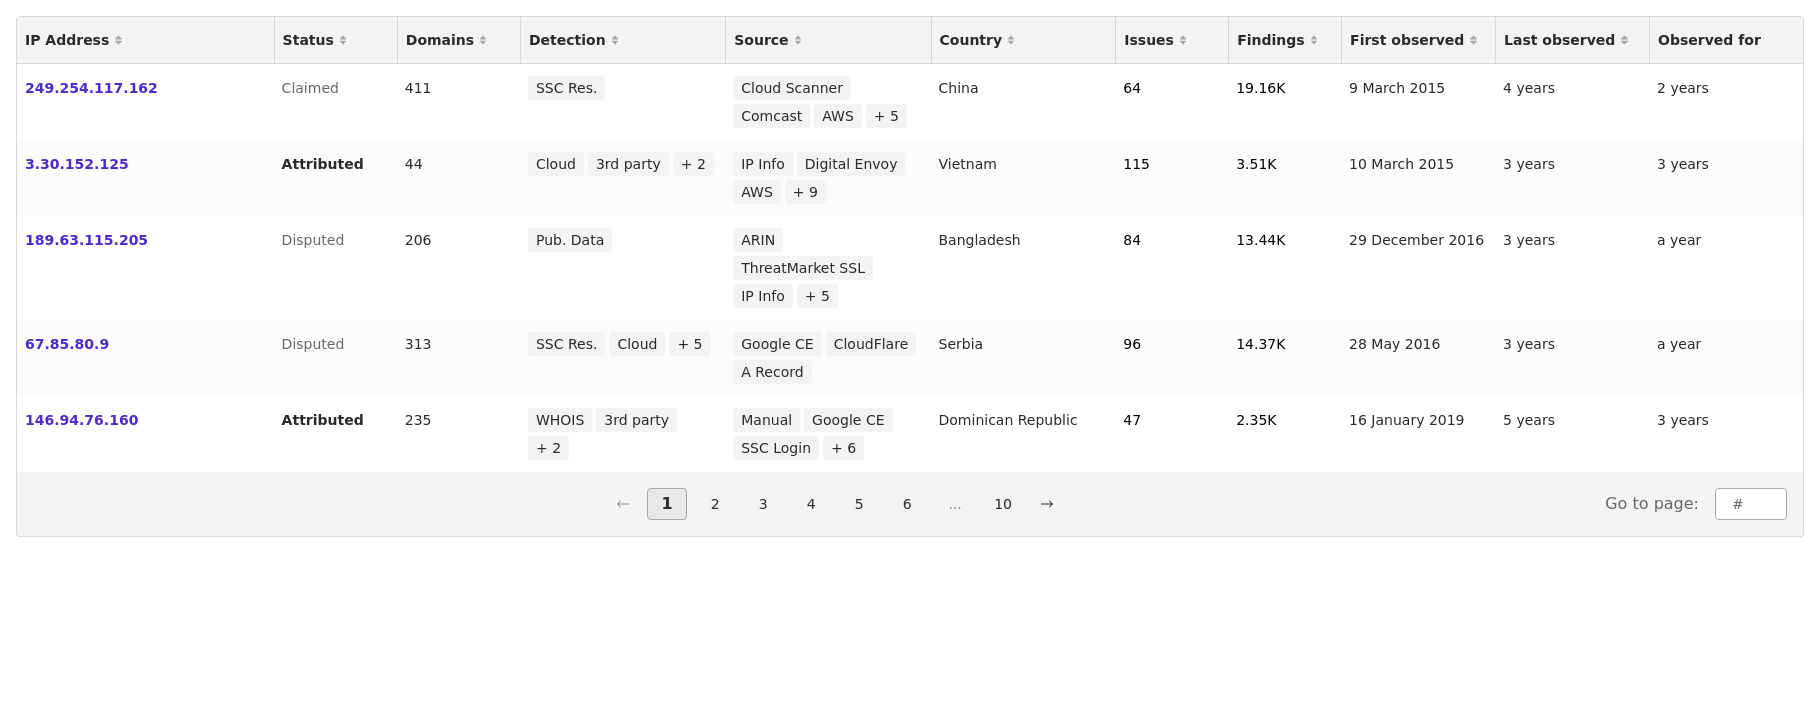 IP Address Status Domains Detection Source Country Issues Findings First observed Last observed Observed for
249.254.117.162 Claimed 411 SSC Res. Cloud Scanner China 64 19.16K 9 March 2015 4 years 2 years
Comcast AWS + 5
3.30.152.125 Attributed 44 Cloud 3rd party + 2 IP Info Digital Envoy Vietnam 115 3.51K 10 March 2015 3 years 3 years
AWS + 9
189.63.115.205 Disputed 206 Pub. Data ARIN Bangladesh 84 13.44K 29 December 2016 3 years a year
ThreatMarket SSL
IP Info + 5
67.85.80.9 Disputed 313 SSC Res. Cloud + 5 Google CE CloudFlare Serbia 96 14.37K 28 May 2016 3 years a year
A Record
146.94.76.160 Attributed 235 WHOIS 3rd party Manual Google CE Dominican Republic 47 2.35K 16 January 2019 5 years 3 years
+ 2 SSC Login + 6
← 1 2 3 4 5 6 ... 10 → Go to page: #